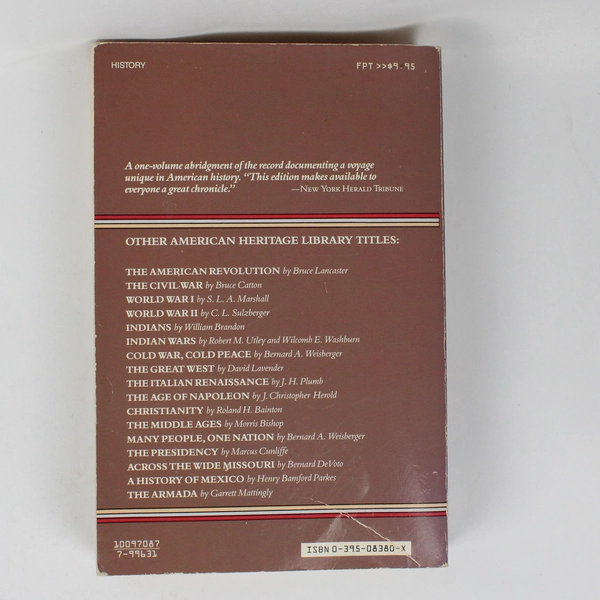 HISTORY
FPT >>$9.95
A one-volume abridgment of the record documenting a voyage
unique in American history. "This edition makes available to
everyone a great chronicle."
—NEW YORK HERALD TRIBUNE
OTHER AMERICAN HERITAGE LIBRARY TITLES:
THE AMERICAN REVOLUTION by Bruce Lancaster
THE CIVIL WAR by Bruce Catton
WORLD WAR I by S. L. A. Marshall
WORLD WAR II by C. L. Sulzberger
INDIANS by William Brandon
INDIAN WARS by Robert M. Utley and Wilcomb E. Washburn
COLD WAR, COLD PEACE by Bernard A. Weisberger
THE GREAT WEST by David Lavender
THE ITALIAN RENAISSANCE by J. H. Plumb
THE AGE OF NAPOLEON by J. Christopher Herold
CHRISTIANITY by Roland H. Bainton
THE MIDDLE AGES by Morris Bishop
MANY PEOPLE, ONE NATION by Bernard A. Weisberger
THE PRESIDENCY by Marcus Cunliffe
ACROSS THE WIDE MISSOURI by Bernard DeVoto
A HISTORY OF MEXICO by Henry Bamford Parkes
THE ARMADA by Garrett Mattingly
10097087
7-99631
ISBN 0-395-08380-X